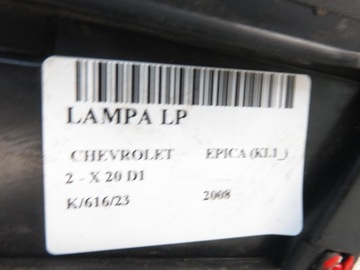 LAMPA LP
CHEVROLET EPICA (KL1_)
2 - X 20 D1
K/616/23 2008